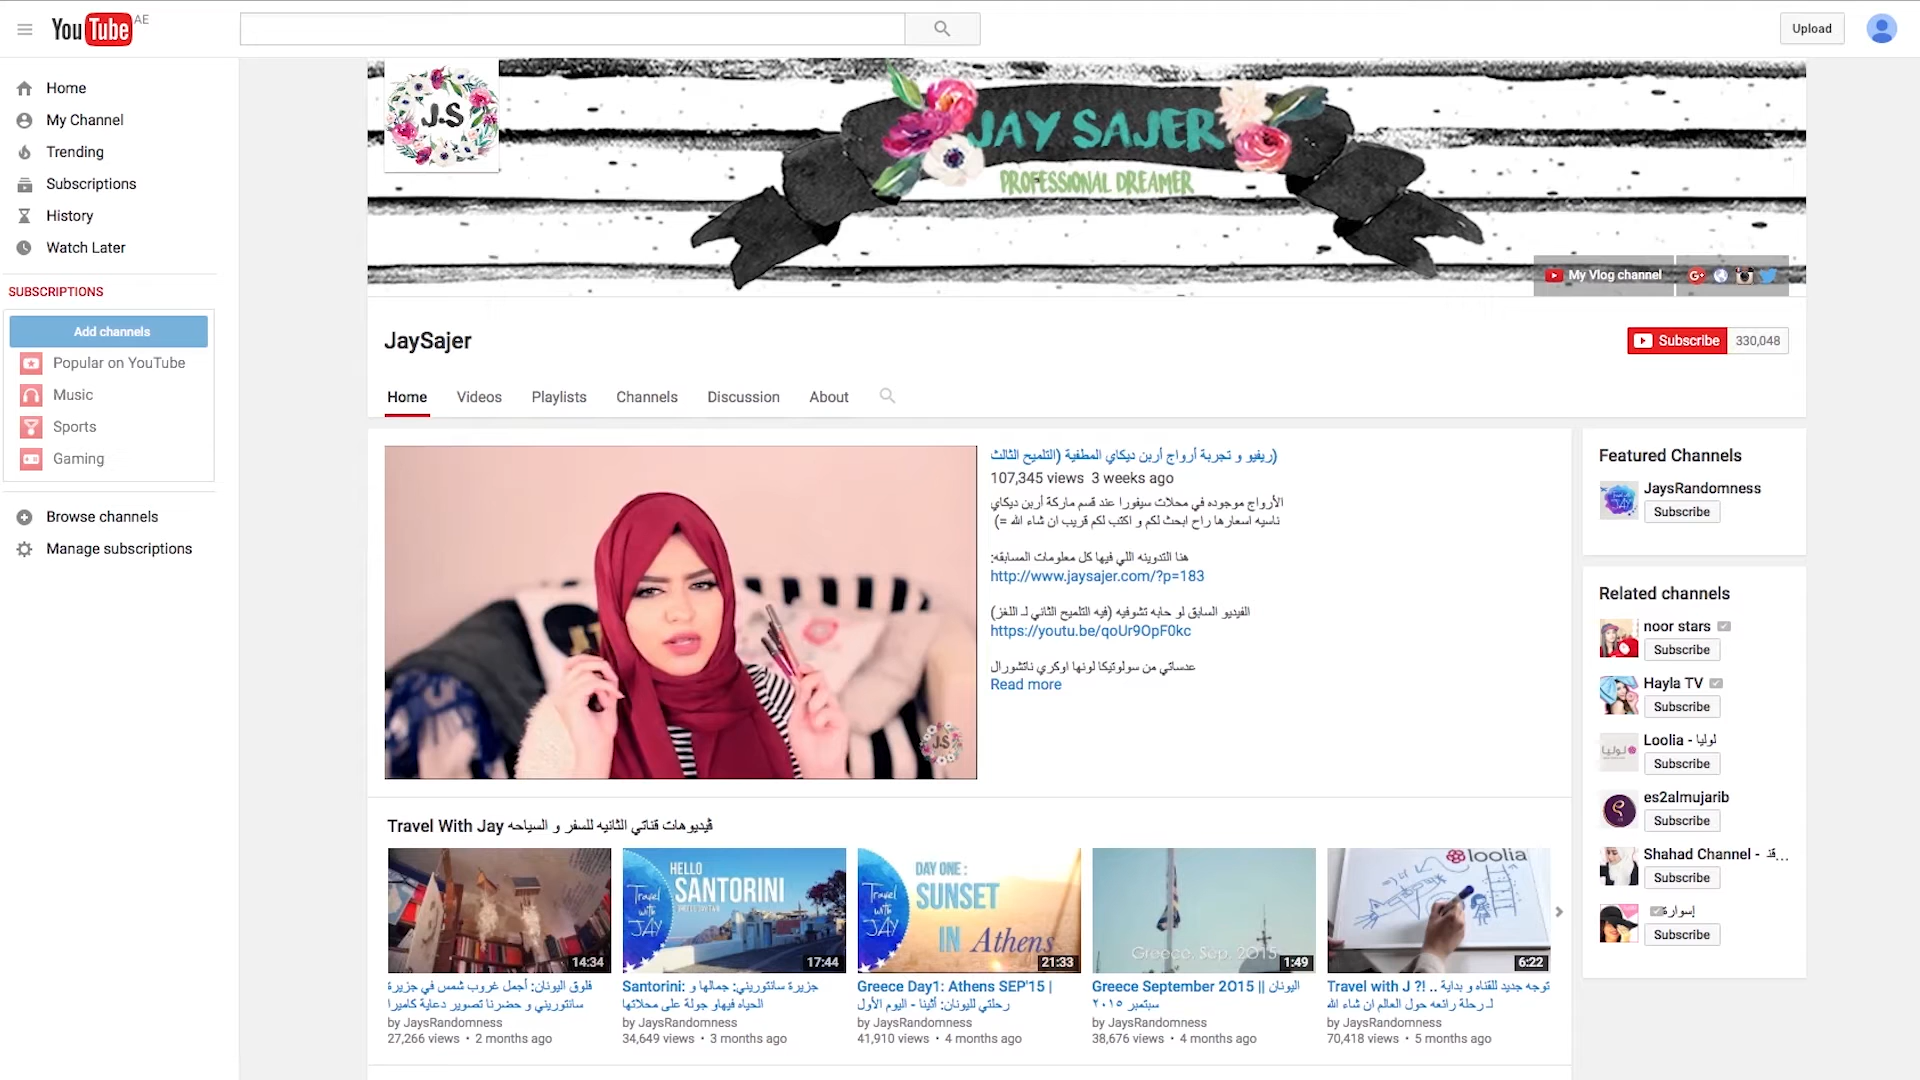 YouTube AE
Upload
Home
My Channel
Trending
Subscriptions
History
Watch Later
SUBSCRIPTIONS
Add channels
Popular on YouTube
Music
Sports
Gaming
Browse channels
Manage subscriptions
J.S
JAY SAJER
PROFESSIONAL DREAMER
My Vlog channel
JaySajer
Subscribe 330,048
Home Videos Playlists Channels Discussion About
J.S
(ريفيو و تجربة أرواج أربن ديكاي المطفية (التلميح الثالث
107,345 views 3 weeks ago
الأرواج موجوده في محلات سيفورا عند قسم ماركة أربن ديكاي
ناسيه اسعارها راح ابحث لكم و اكتب لكم قريب ان شاء الله =)
هنا التدوينه اللي فيها كل معلومات المسابقه:
http://www.jaysajer.com/?p=183
الفيديو السابق لو حابه تشوفيه (فيه التلميح الثاني لـ اللغز)
https://youtu.be/qoUr9OpF0kc
عدساتي من سولوتيكا لونها اوكري ناتشورال
Read more
Travel With Jay ڤيديوهات قناتي الثانيه للسفر و السياحه
14:34
فلوق اليونان: أجمل غروب شمس في جزيرة
سانتوريني و حضرنا تصوير دعاية كاميرا
by JaysRandomness
27,266 views • 2 months ago
Travel with JAY
HELLO
SANTORINI
17:44
Santorini: جزيرة سانتوريني: جمالها و
الحياه فيهاو جولة على محلاتها
by JaysRandomness
34,649 views • 3 months ago
Travel with JAY
DAY ONE :
SUNSET
IN Athens
21:33
Greece Day1: Athens SEP'15 |
رحلتي لليونان: أثينا - اليوم الأول
by JaysRandomness
41,910 views • 4 months ago
Greece, Sep, 2015
1:49
Greece September 2015 || اليونان
سبتمبر ٢٠١٥
by JaysRandomness
38,676 views • 4 months ago
loolia
6:22
Travel with J ?! .. توجه جديد للقناه و بداية
لـ رحلة رائعه حول العالم ان شاء الله
by JaysRandomness
70,418 views • 5 months ago
Featured Channels
JaysRandomness
Subscribe
Related channels
noor stars
Subscribe
Hayla TV
Subscribe
Loolia - لوليا
Subscribe
es2almujarib
Subscribe
Shahad Channel - قذ...
Subscribe
إسوارة
Subscribe